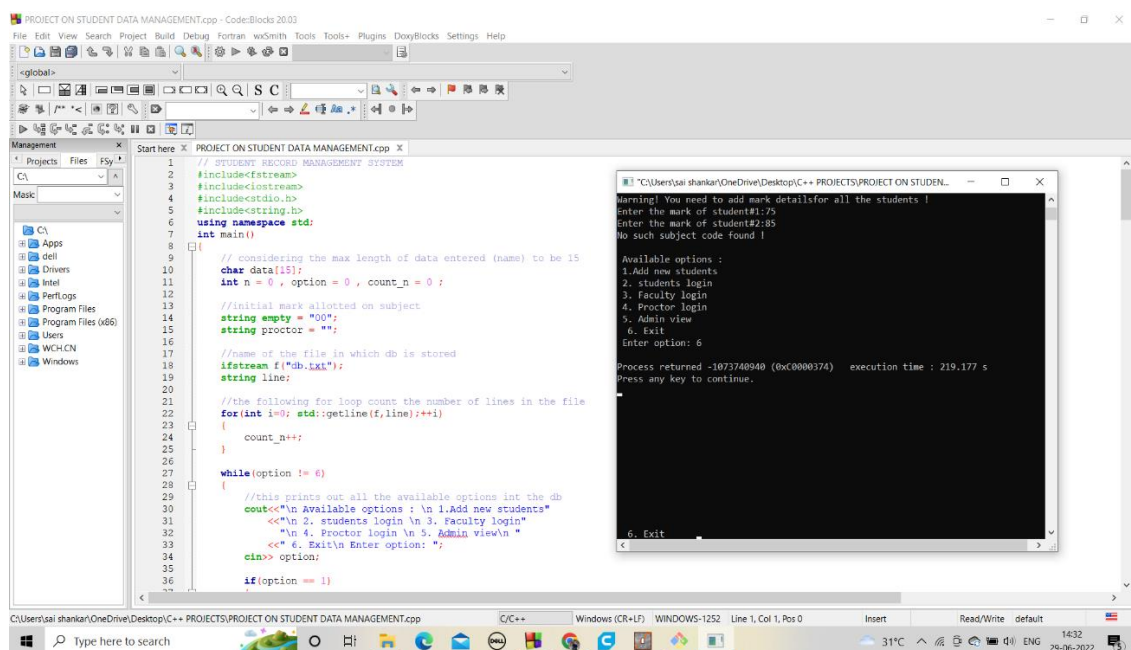 PROJECT ON STUDENT DATA MANAGEMENT.cpp - Code::Blocks 20.03
File Edit View Search Project Build Debug Fortran wxSmith Tools Tools+ Plugins DoxyBlocks Settings Help
<global>
S C
/** *<
Aa .*
Management
Projects Files FSy
C:\
Mask:
C:\
Apps
dell
Drivers
Intel
PerfLogs
Program Files
Program Files (x86)
Users
WCH.CN
Windows
Start here X PROJECT ON STUDENT DATA MANAGEMENT.cpp X
1 // STUDENT RECORD MANAGEMENT SYSTEM
2 #include<fstream>
3 #include<iostream>
4 #include<stdio.h>
5 #include<string.h>
6 using namespace std;
7 int main()
8 {
9 // considering the max length of data entered (name) to be 15
10 char data[15];
11 int n = 0 , option = 0 , count_n = 0 ;
12
13 //initial mark allotted on subject
14 string empty = "00";
15 string proctor = "";
16
17 //name of the file in which db is stored
18 ifstream f("db.txt");
19 string line;
20
21 //the following for loop count the number of lines in the file
22 for(int i=0; std::getline(f,line);++i)
23 {
24 count_n++;
25 }
26
27 while(option != 6)
28 {
29 //this prints out all the available options int the db
30 cout<<"\n Available options : \n 1.Add new students"
31 <<"\n 2. students login \n 3. Faculty login"
32 "\n 4. Proctor login \n 5. Admin view\n "
33 <<" 6. Exit\n Enter option: ";
34 cin>> option;
35
36 if(option == 1)
37
"C:\Users\sai shankar\OneDrive\Desktop\C++ PROJECTS\PROJECT ON STUDEN...
Warning! You need to add mark detailsfor all the students !
Enter the mark of student#1:75
Enter the mark of student#2:85
No such subject code found !
Available options :
1.Add new students
2. students login
3. Faculty login
4. Proctor login
5. Admin view
6. Exit
Enter option: 6
Process returned -1073740940 (0xC0000374) execution time : 219.177 s
Press any key to continue.
6. Exit
C:\Users\sai shankar\OneDrive\Desktop\C++ PROJECTS\PROJECT ON STUDENT DATA MANAGEMENT.cpp C/C++ Windows (CR+LF) WINDOWS-1252 Line 1, Col 1, Pos 0 Insert Read/Write default
Type here to search
DELL
31°C ENG
14:32
29-06-2022
5